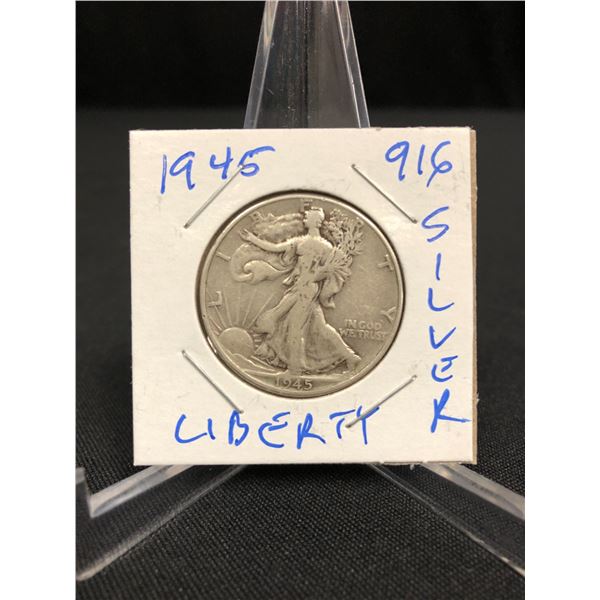 1945 916
SILVER
LIBERTY
IN GOD
WE TRUST
1945
LIBERTY